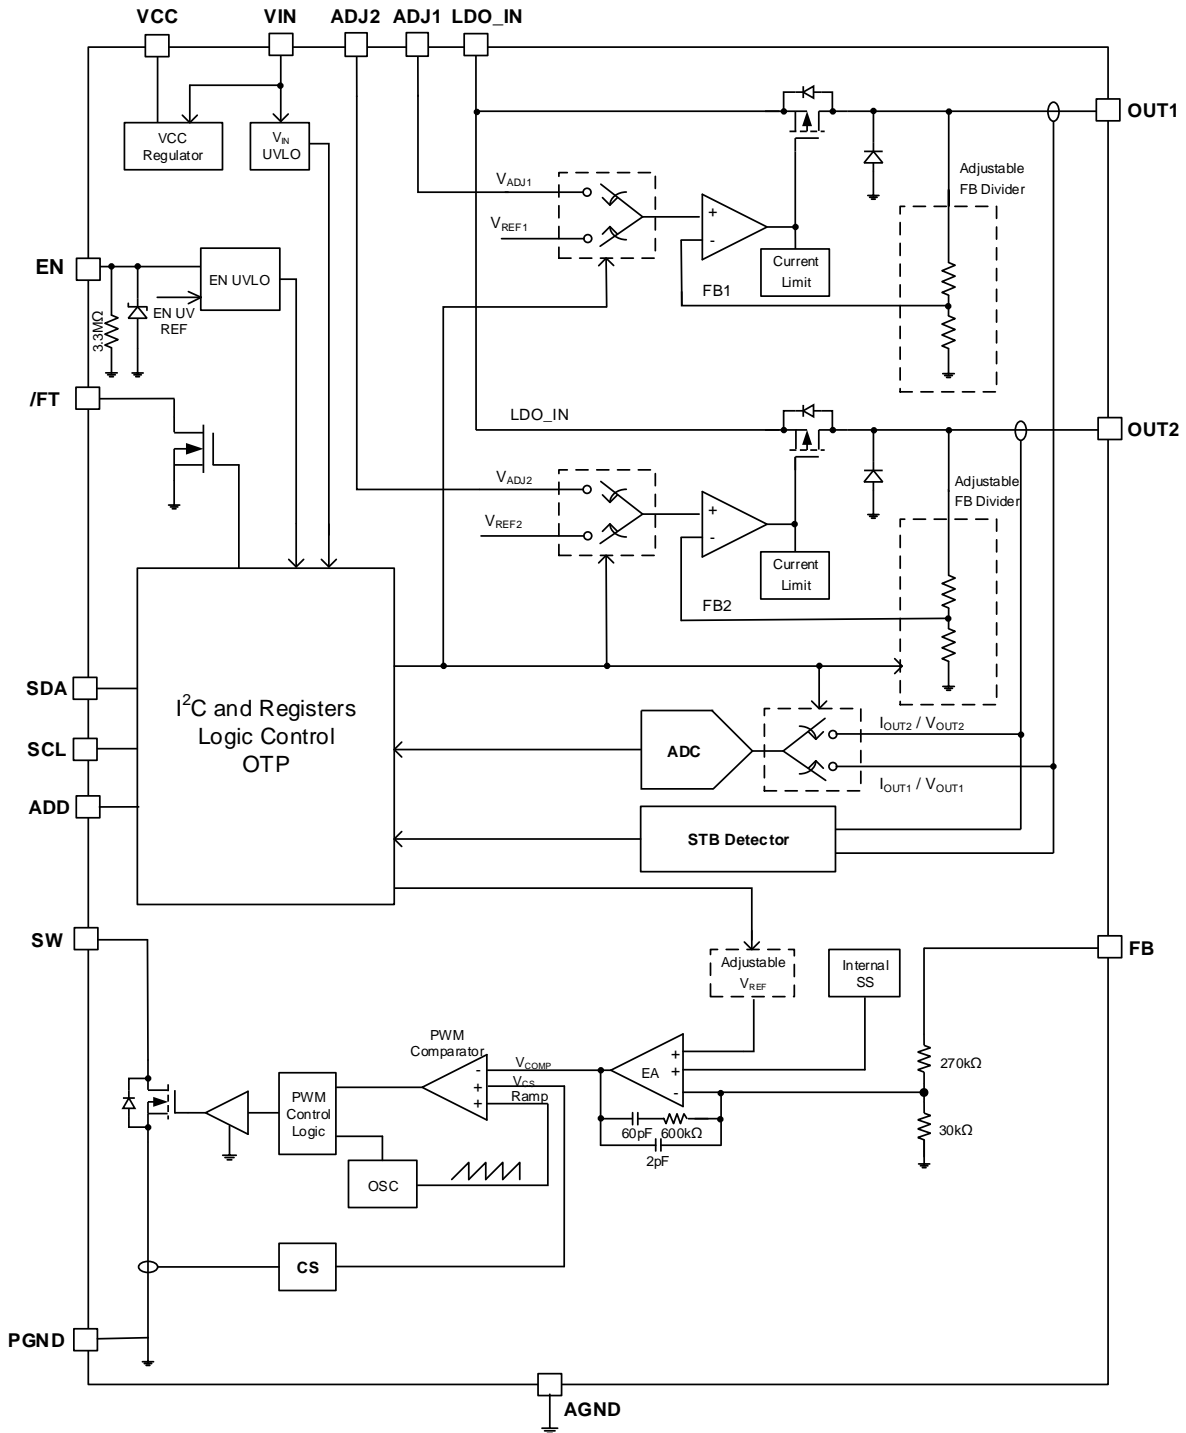 VCC
VIN
ADJ2
ADJ1
LDO_IN
OUT1
VCC
Regulator
VIN
UVLO
Adjustable
FB Divider
VADJ1
VREF1
+
-
Current
Limit
FB1
EN
EN UVLO
EN UV
REF
3.3MΩ
/FT
LDO_IN
OUT2
VADJ2
VREF2
+
-
Current
Limit
FB2
Adjustable
FB Divider
SDA
SCL
ADD
I2C and Registers
Logic Control
OTP
ADC
IOUT2 / VOUT2
IOUT1 / VOUT1
STB Detector
SW
FB
Adjustable
VREF
Internal
SS
PWM
Comparator
VCOMP
VCS
Ramp
-
+
+
EA
+
+
-
270kΩ
30kΩ
60pF
600kΩ
2pF
PWM
Control
Logic
OSC
CS
PGND
AGND